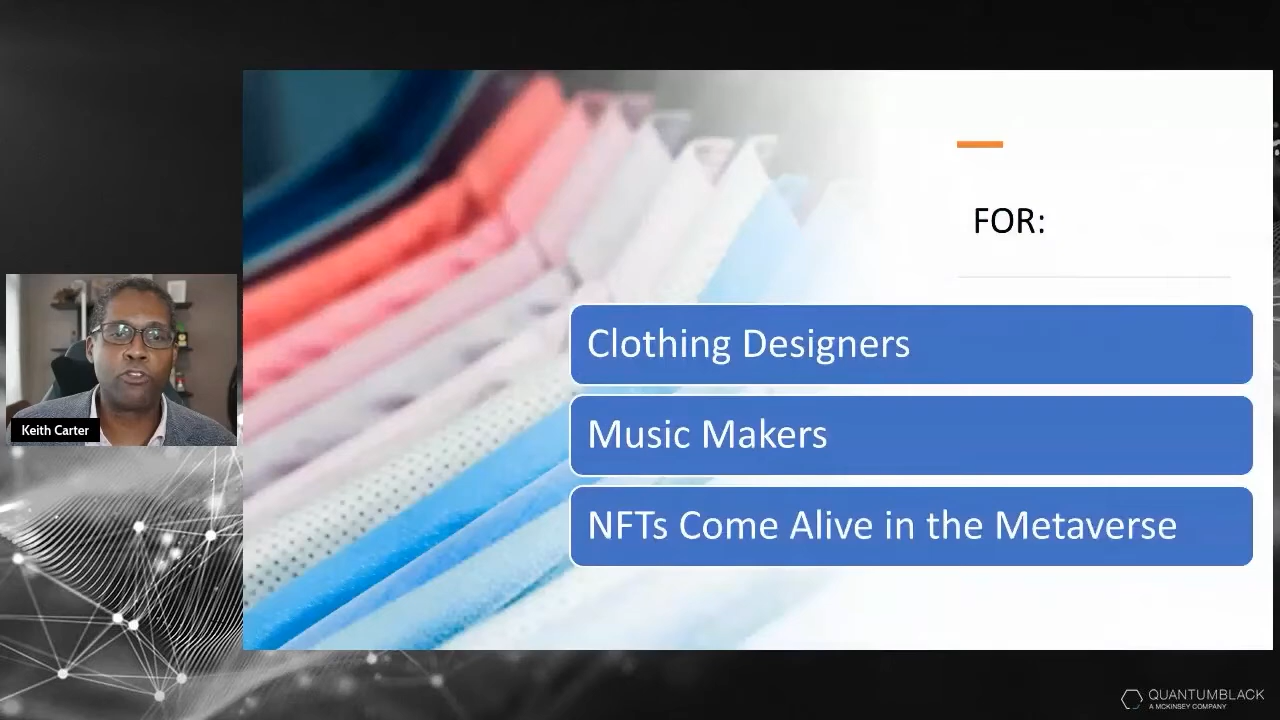 FOR:
Clothing Designers
Music Makers
NFTs Come Alive in the Metaverse
Keith Carter
QUANTUMBLACK
A MCKINSEY COMPANY